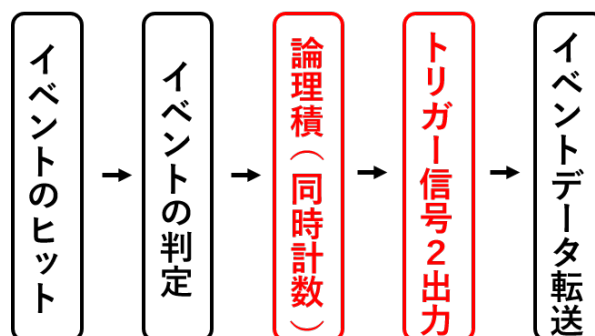 イベントのヒット
イベントの判定
論理積（同時計数）
トリガー信号２出力
イベントデータ転送